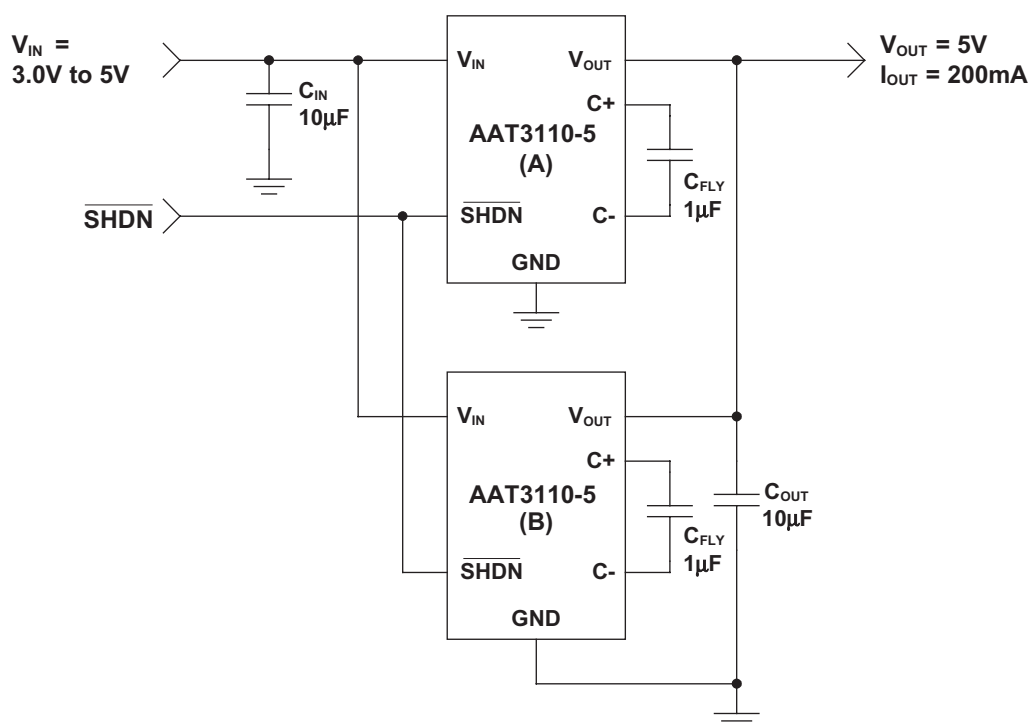 V_IN =
3.0V to 5V
C_IN
10μF
SHDN
V_IN
V_OUT
C+
AAT3110-5
(A)
SHDN
C-
GND
C_FLY
1μF
V_OUT = 5V
I_OUT = 200mA
V_IN
V_OUT
C+
AAT3110-5
(B)
SHDN
C-
GND
C_FLY
1μF
C_OUT
10μF